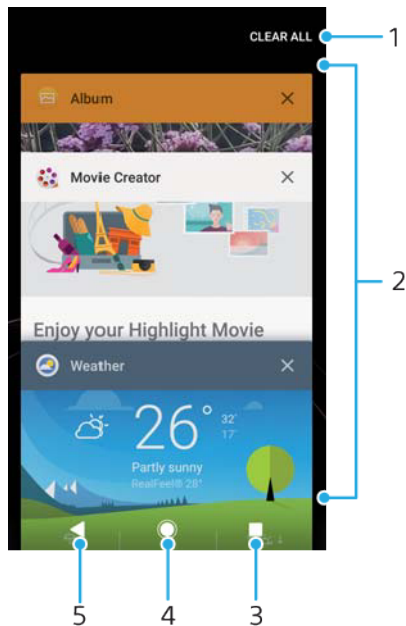 CLEAR ALL
1
Album
Movie Creator
2
Enjoy your Highlight Movie
Weather
26°
32°
17°
Partly sunny
RealFeel® 28°
5 4 3